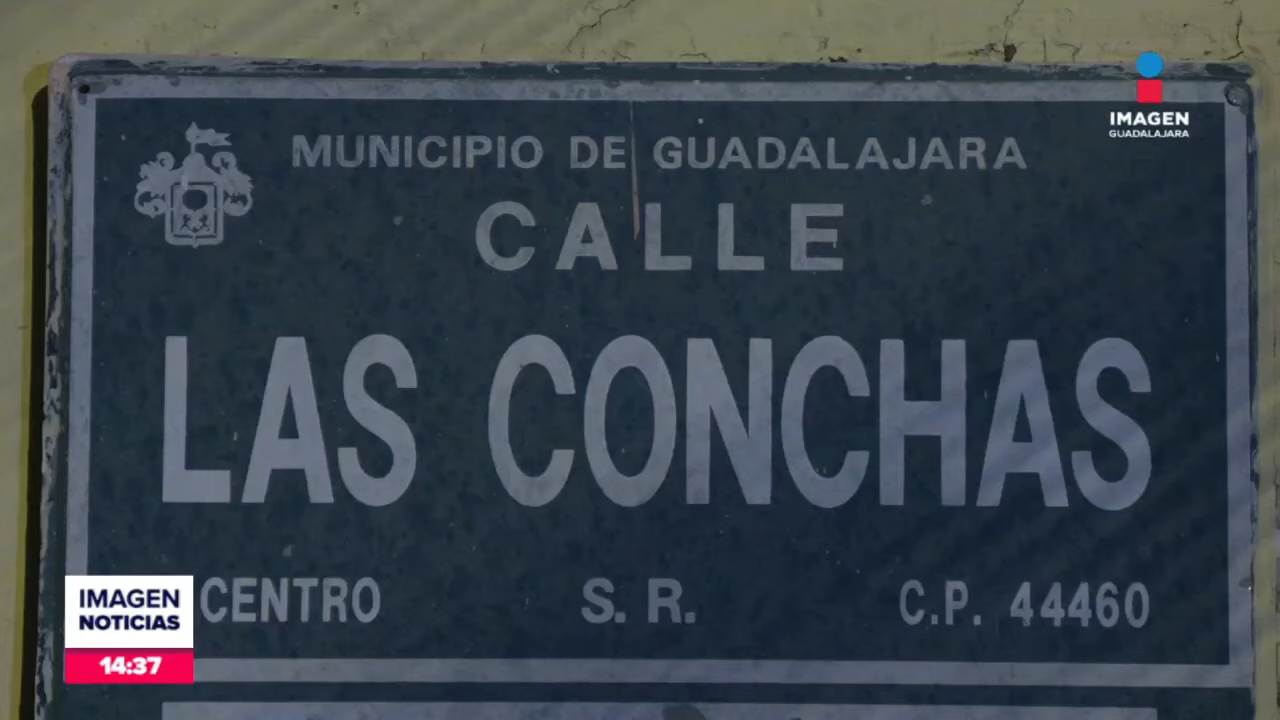 IMAGEN
GUADALAJARA
MUNICIPIO DE GUADALAJARA
CALLE
LAS CONCHAS
CENTRO S. R. C.P. 44460
IMAGEN
NOTICIAS
14:37